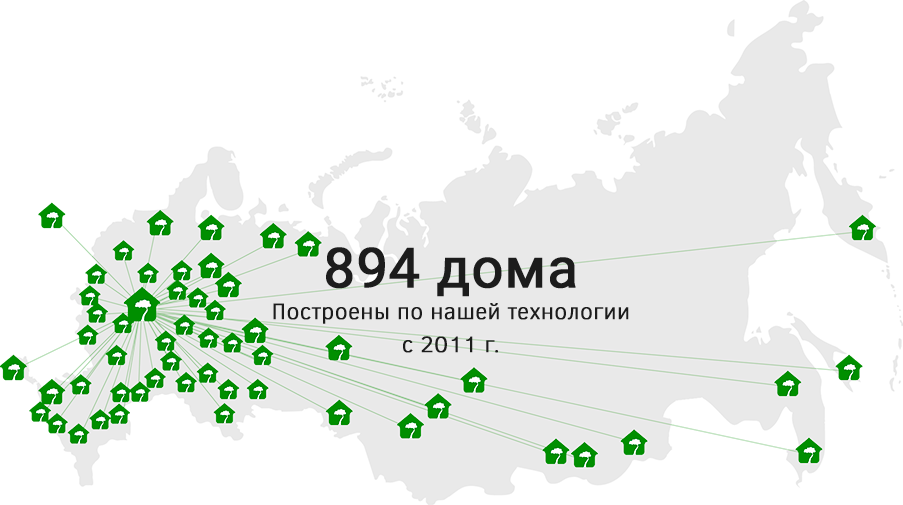 894 дома
Построены по нашей технологии
с 2011 г.